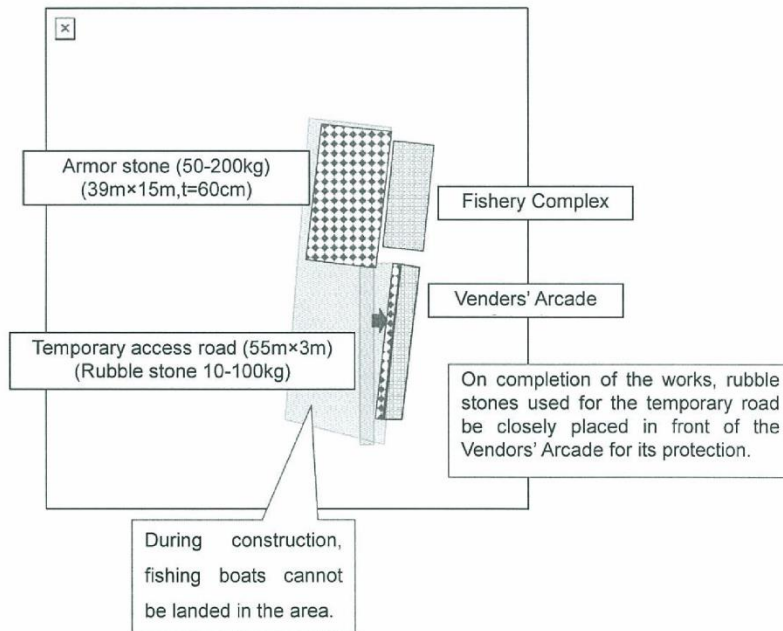 Armor stone (50-200kg)
(39m×15m,t=60cm)
Fishery Complex
Venders' Arcade
Temporary access road (55m×3m)
(Rubble stone 10-100kg)
On completion of the works, rubble
stones used for the temporary road
be closely placed in front of the
Vendors' Arcade for its protection.
During construction,
fishing boats cannot
be landed in the area.